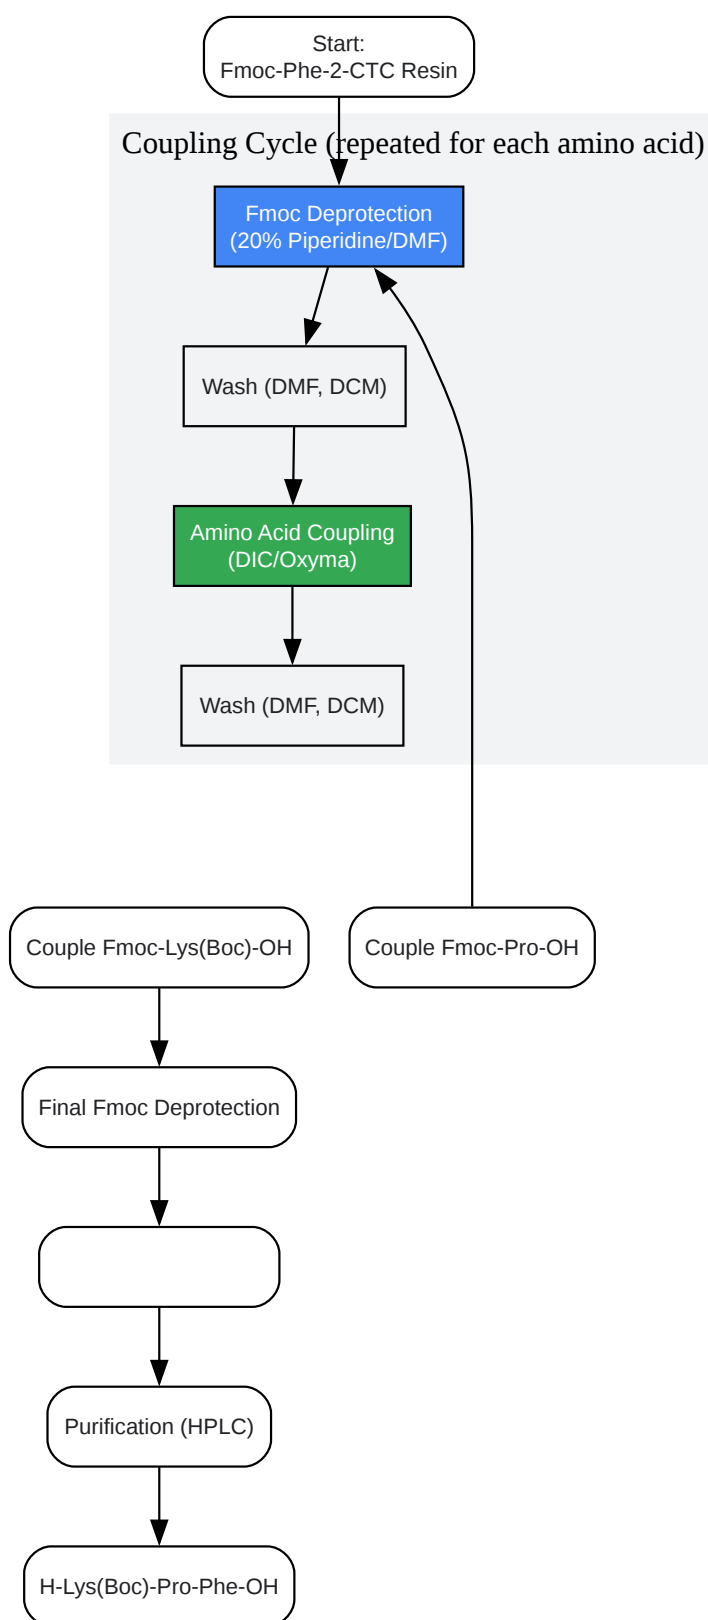 Start:
Fmoc-Phe-2-CTC Resin
Coupling Cycle (repeated for each amino acid)
Fmoc Deprotection
(20% Piperidine/DMF)
Wash (DMF, DCM)
Amino Acid Coupling
(DIC/Oxyma)
Wash (DMF, DCM)
Couple Fmoc-Lys(Boc)-OH
Couple Fmoc-Pro-OH
Final Fmoc Deprotection
Purification (HPLC)
H-Lys(Boc)-Pro-Phe-OH